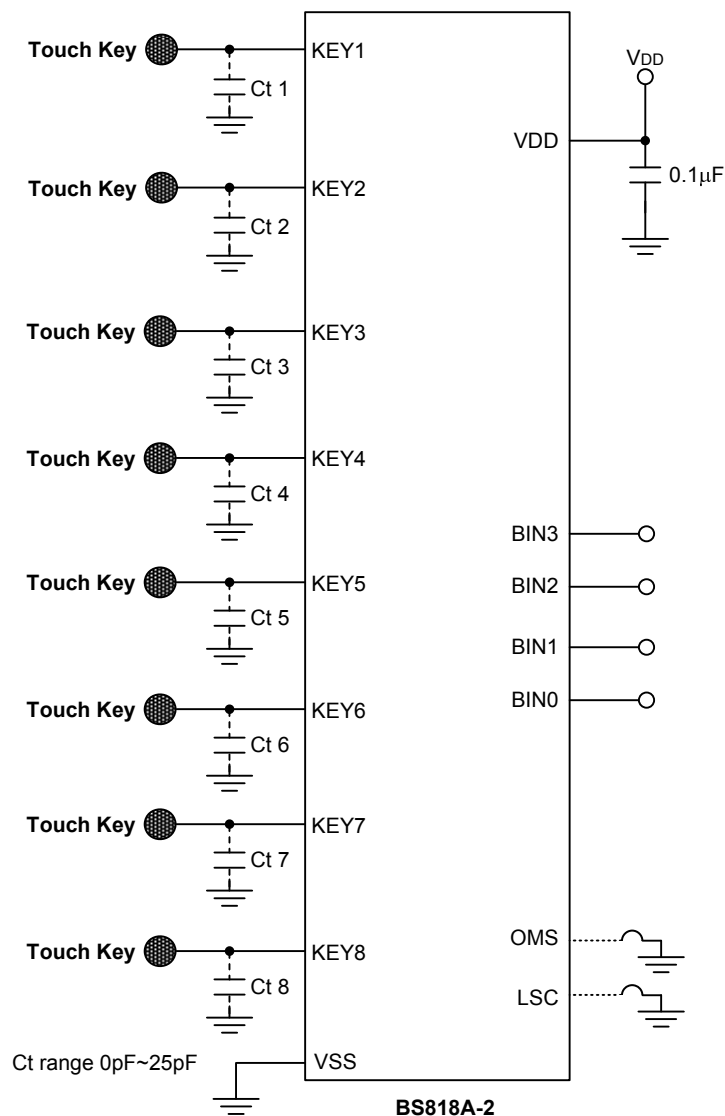 Touch Key
KEY1
Ct 1
VDD
VDD
0.1μF
Touch Key
KEY2
Ct 2
Touch Key
KEY3
Ct 3
Touch Key
KEY4
Ct 4
BIN3
Touch Key
KEY5
BIN2
Ct 5
BIN1
Touch Key
KEY6
BIN0
Ct 6
Touch Key
KEY7
Ct 7
Touch Key
KEY8
OMS
Ct 8
LSC
Ct range 0pF~25pF
VSS
BS818A-2